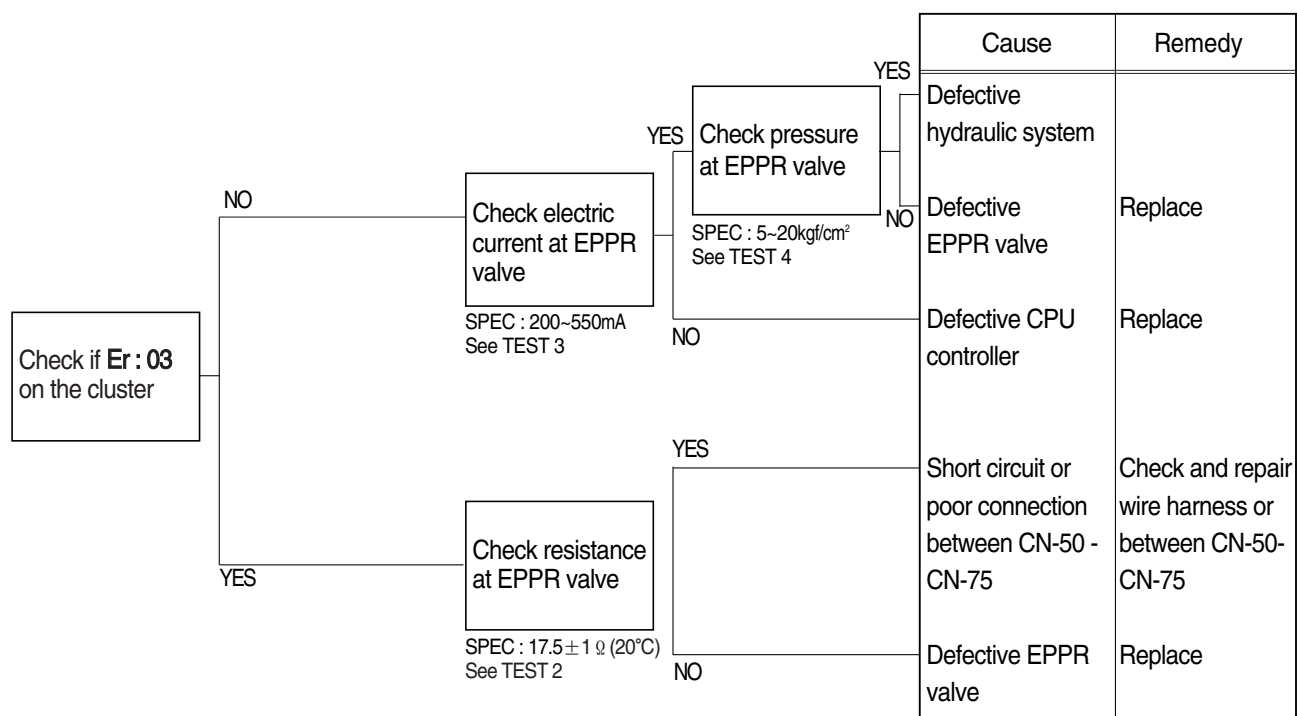 Cause
Remedy
YES
Defective
hydraulic system
YES
Check pressure
at EPPR valve
NO
Defective
EPPR valve
Replace
SPEC : 5~20kgf/cm²
See TEST 4
NO
Check electric
current at EPPR
valve
SPEC : 200~550mA
See TEST 3
NO
Defective CPU
controller
Replace
Check if Er : 03
on the cluster
YES
Short circuit or
poor connection
between CN-50 -
CN-75
Check and repair
wire harness or
between CN-50-
CN-75
YES
Check resistance
at EPPR valve
SPEC : 17.5±1 Ω (20°C)
See TEST 2
NO
Defective EPPR
valve
Replace